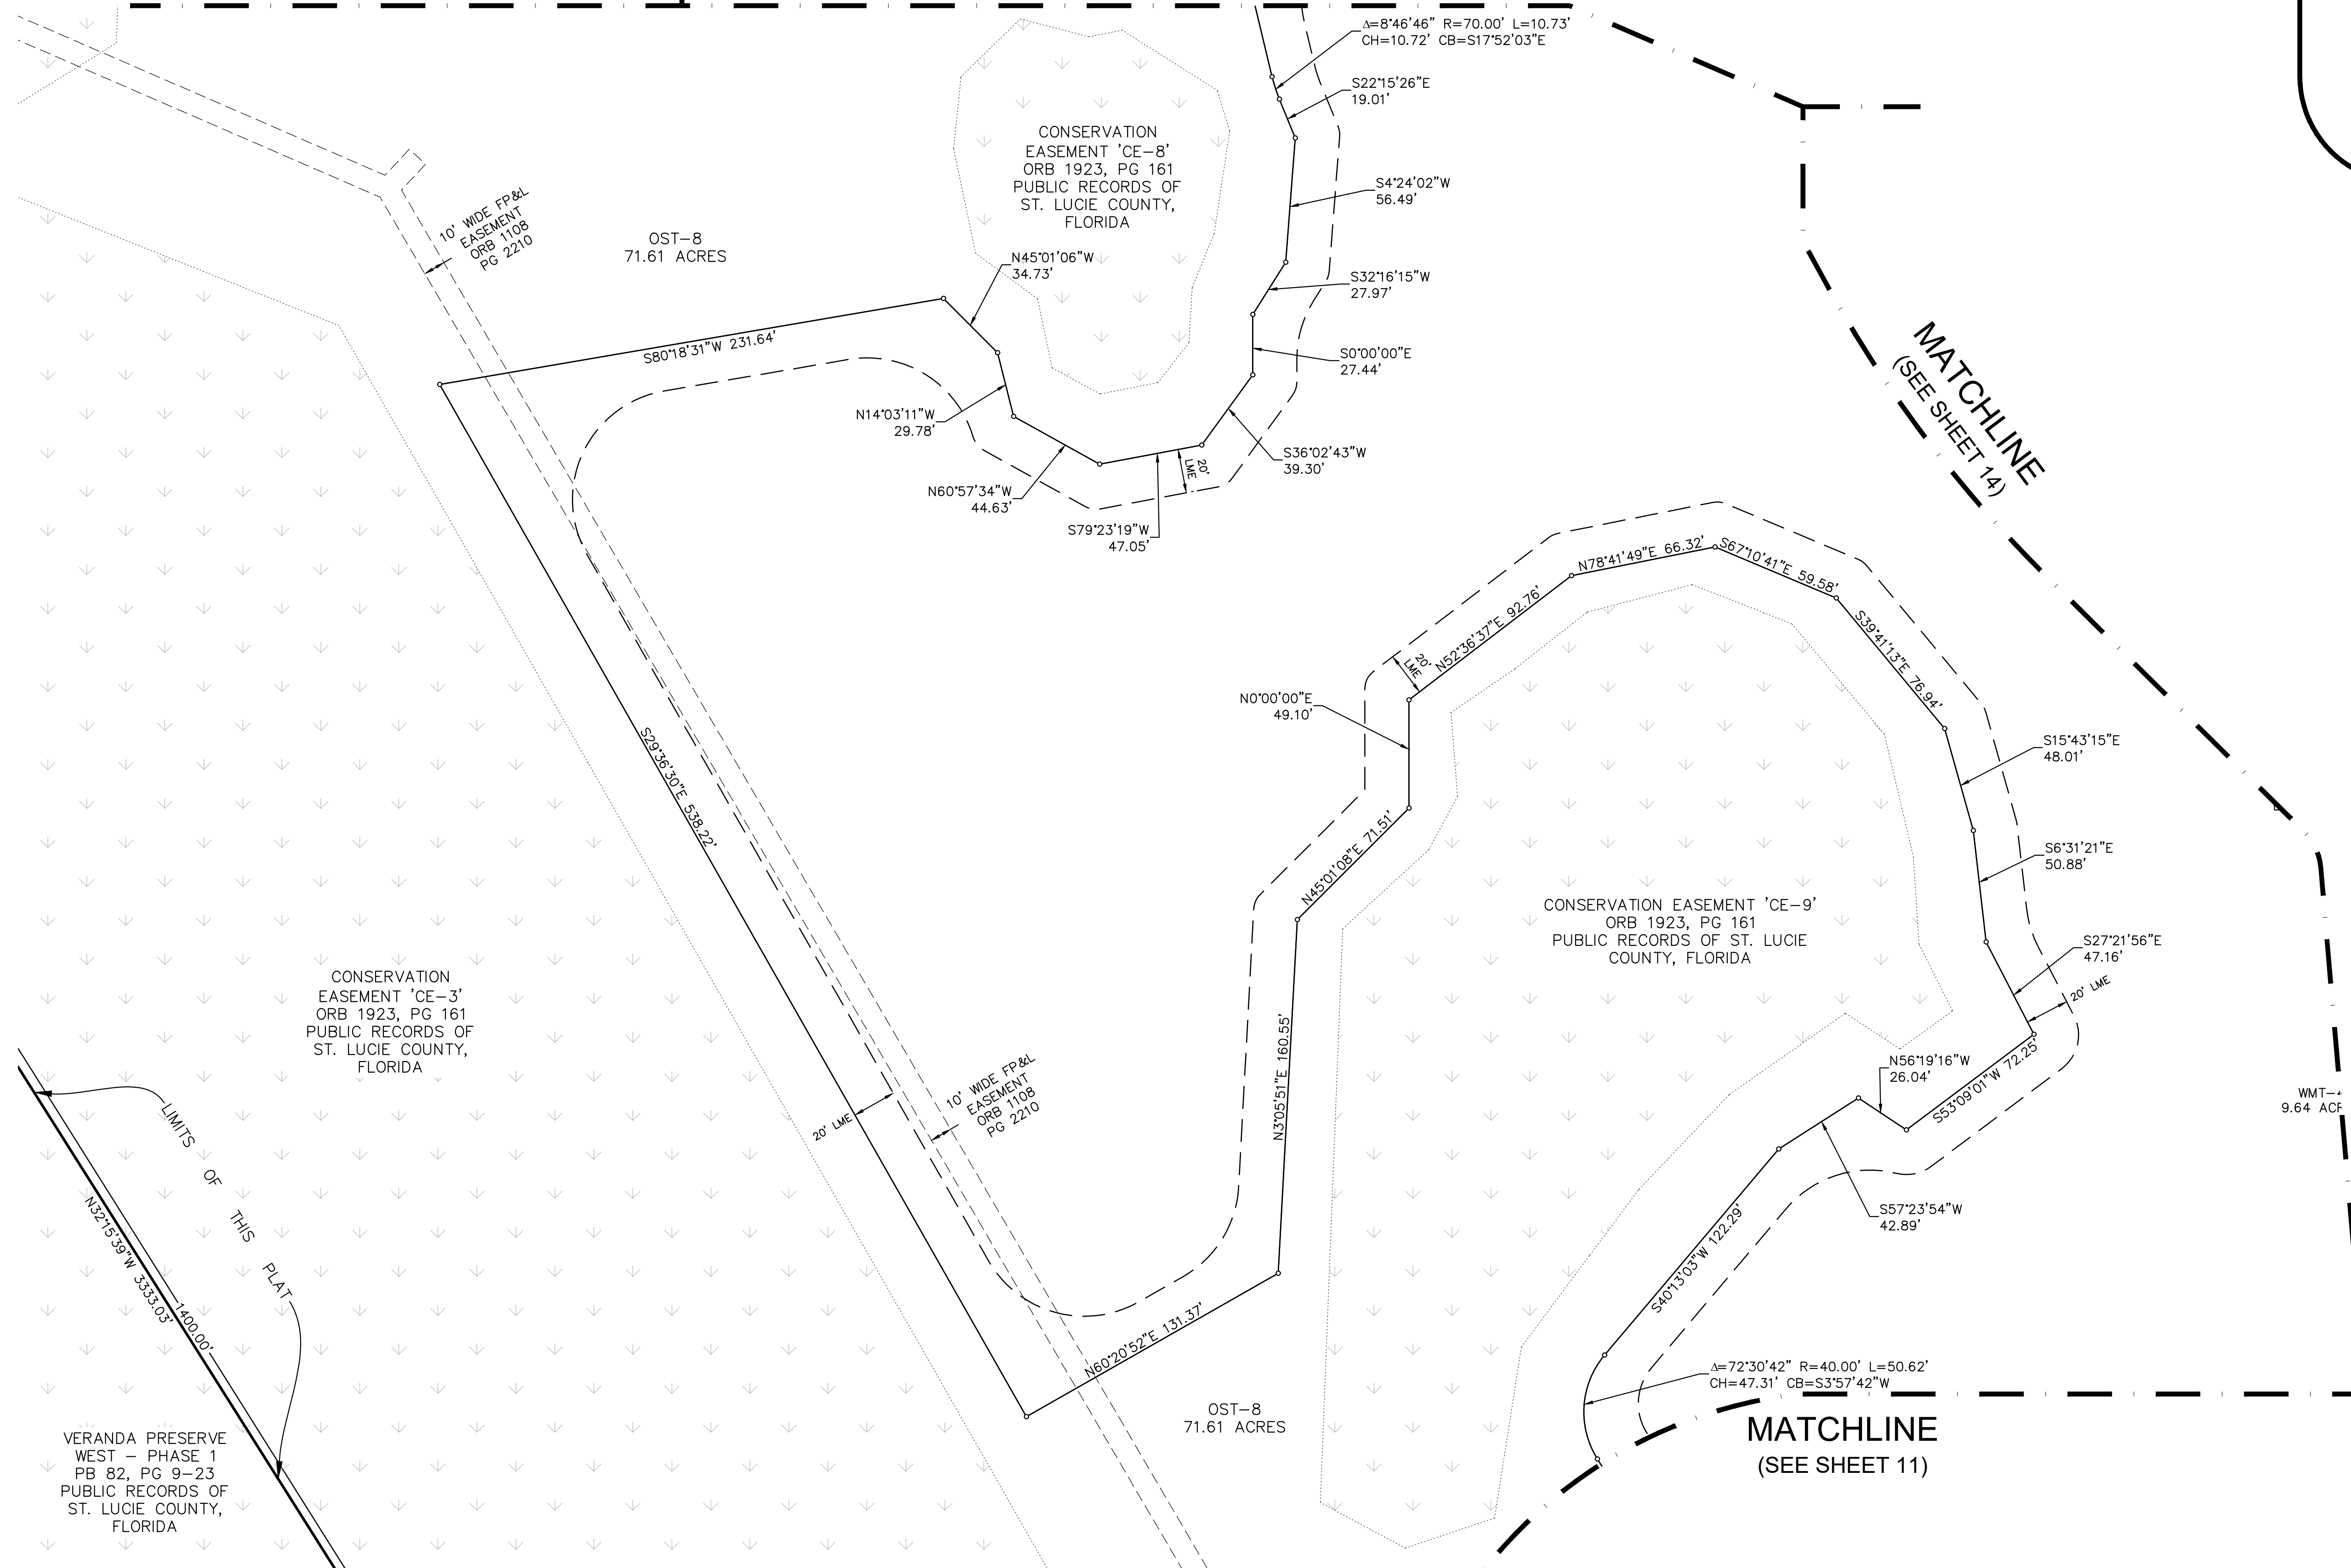 Δ=8°46'46" R=70.00' L=10.73'
CH=10.72' CB=S17°52'03"E
S22°15'26"E
19.01'
CONSERVATION
EASEMENT 'CE-8'
ORB 1923, PG 161
PUBLIC RECORDS OF
ST. LUCIE COUNTY,
FLORIDA
S4°24'02"W
56.49'
10' WIDE FP&L
EASEMENT
ORB 1108
PG 2210
OST-8
71.61 ACRES
N45°01'06"W
34.73'
S32°16'15"W
27.97'
S80°18'31"W 231.64'
S0°00'00"E
27.44'
MATCHLINE
(SEE SHEET 14)
N14°03'11"W
29.78'
S36°02'43"W
39.30'
20'
LME
N60°57'34"W
44.63'
S79°23'19"W
47.05'
N78°41'49"E 66.32'
S67°10'41"E 59.58'
N52°36'37"E 92.76'
20'
LME
S39°41'13"E 76.94'
N0°00'00"E
49.10'
S15°43'15"E
48.01'
S29°36'30"E 538.22'
N45°01'08"E 71.51'
S6°31'21"E
50.88'
CONSERVATION EASEMENT 'CE-9'
ORB 1923, PG 161
PUBLIC RECORDS OF ST. LUCIE
COUNTY, FLORIDA
S27°21'56"E
47.16'
20' LME
CONSERVATION
EASEMENT 'CE-3'
ORB 1923, PG 161
PUBLIC RECORDS OF
ST. LUCIE COUNTY,
FLORIDA
N3°05'51"E 160.55'
N56°19'16"W
26.04'
S53°09'01"W 72.25'
10' WIDE FP&L
EASEMENT
ORB 1108
PG 2210
20' LME
WMT-
9.64 AC
LIMITS OF THIS PLAT
S57°23'54"W
42.89'
S40°13'03"W 122.29'
N32°15'39"W 3333.03'
1400.00'
N60°20'52"E 131.37'
Δ=72°30'42" R=40.00' L=50.62'
CH=47.31' CB=S3°57'42"W
OST-8
71.61 ACRES
MATCHLINE
(SEE SHEET 11)
VERANDA PRESERVE
WEST - PHASE 1
PB 82, PG 9-23
PUBLIC RECORDS OF
ST. LUCIE COUNTY,
FLORIDA